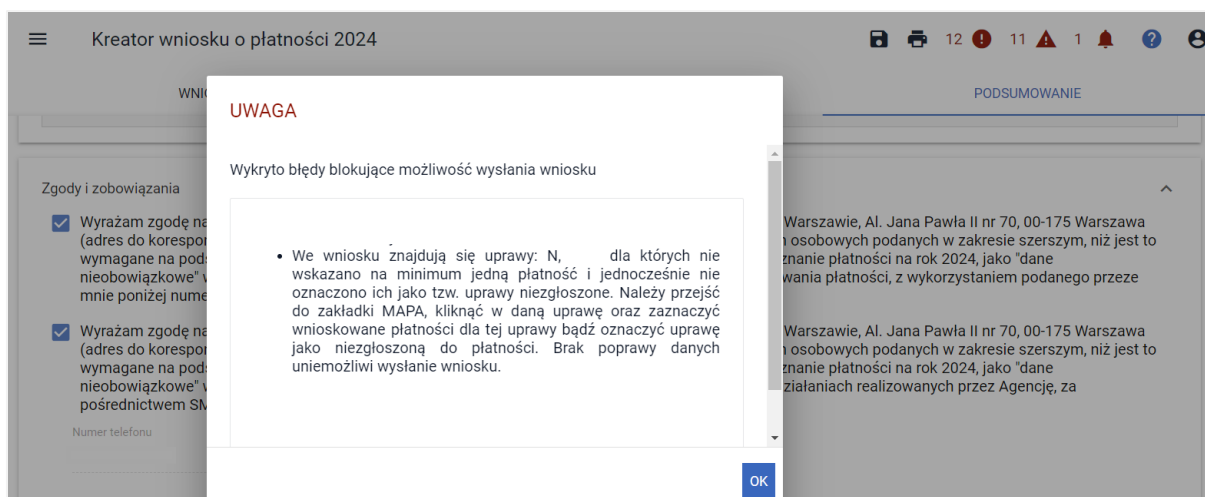 Kreator wniosku o płatności 2024
12
11
1
?
WNIO
PODSUMOWANIE
UWAGA
Wykryto błędy blokujące możliwość wysłania wniosku
• We wniosku znajdują się uprawy: N, dla których nie
wskazano na minimum jedną płatność i jednocześnie nie
oznaczono ich jako tzw. uprawy niezgłoszone. Należy przejść
do zakładki MAPA, kliknąć w daną uprawę oraz zaznaczyć
wnioskowane płatności dla tej uprawy bądź oznaczyć uprawę
jako niezgłoszoną do płatności. Brak poprawy danych
uniemożliwi wysłanie wniosku.
OK
Zgody i zobowiązania
Wyrażam zgodę na Warszawie, Al. Jana Pawła II nr 70, 00-175 Warszawa
(adres do korespon osobowych podanych w zakresie szerszym, niż jest to
wymagane na pods znanie płatności na rok 2024, jako "dane
nieobowiązkowe" w wania płatności, z wykorzystaniem podanego przeze
mnie poniżej nume
Wyrażam zgodę na Warszawie, Al. Jana Pawła II nr 70, 00-175 Warszawa
(adres do korespon osobowych podanych w zakresie szerszym, niż jest to
wymagane na pods znanie płatności na rok 2024, jako "dane
nieobowiązkowe" w działaniach realizowanych przez Agencję, za
pośrednictwem SM
Numer telefonu